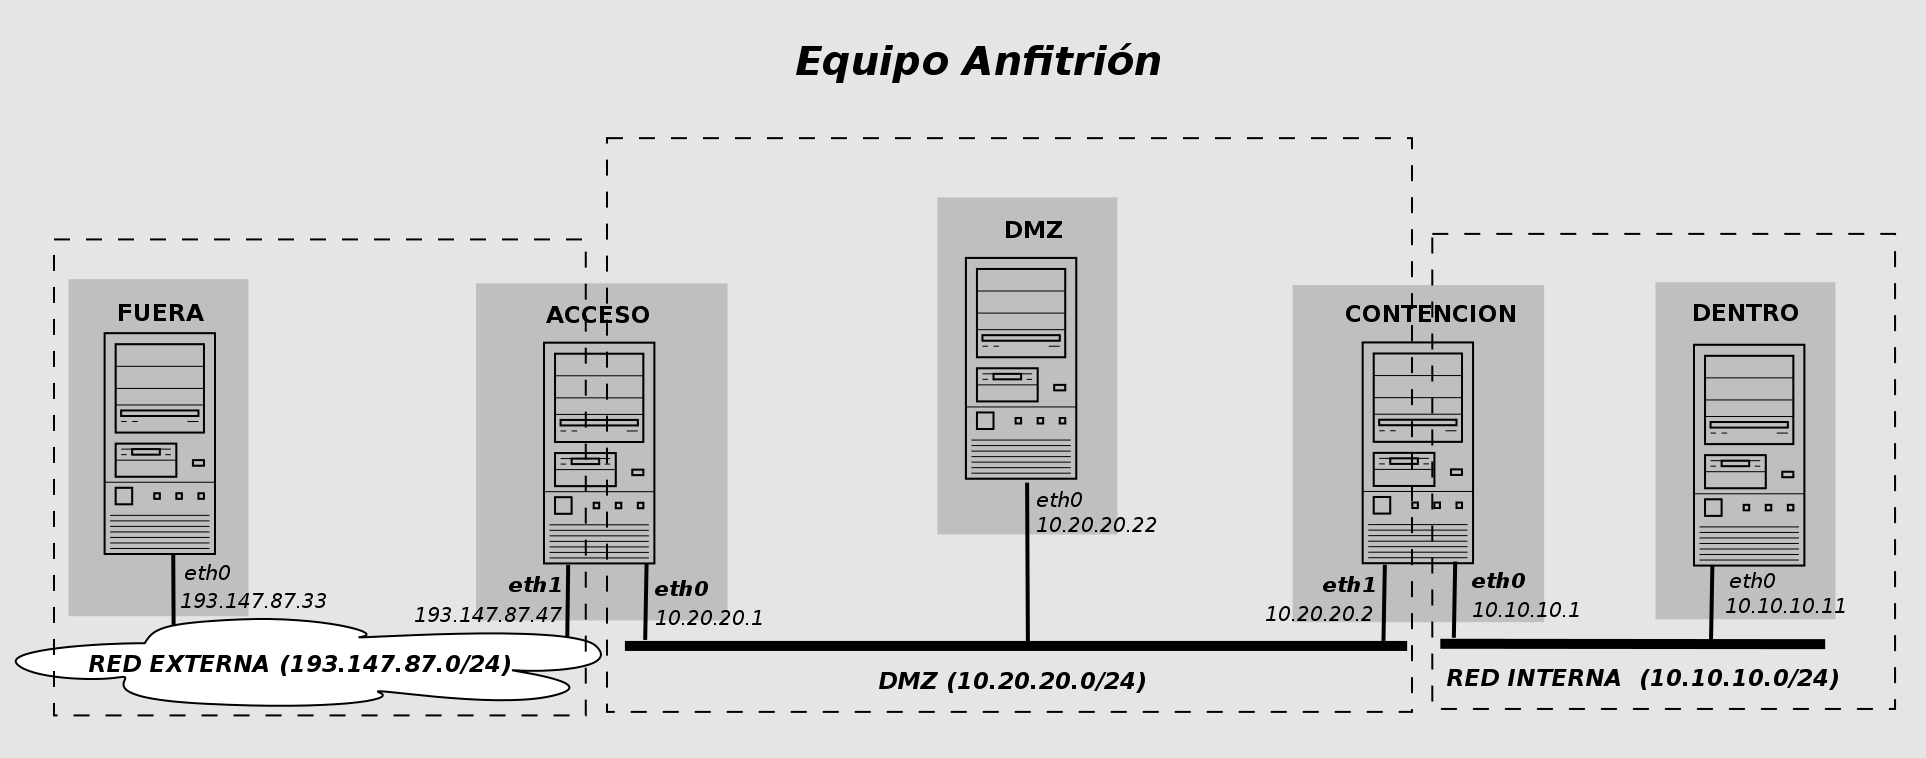 Equipo Anfitrión
FUERA
eth0
193.147.87.33
ACCESO
eth1
193.147.87.47
eth0
10.20.20.1
DMZ
eth0
10.20.20.22
CONTENCION
eth1
10.20.20.2
eth0
10.10.10.1
DENTRO
eth0
10.10.10.11
RED EXTERNA (193.147.87.0/24)
DMZ (10.20.20.0/24)
RED INTERNA (10.10.10.0/24)